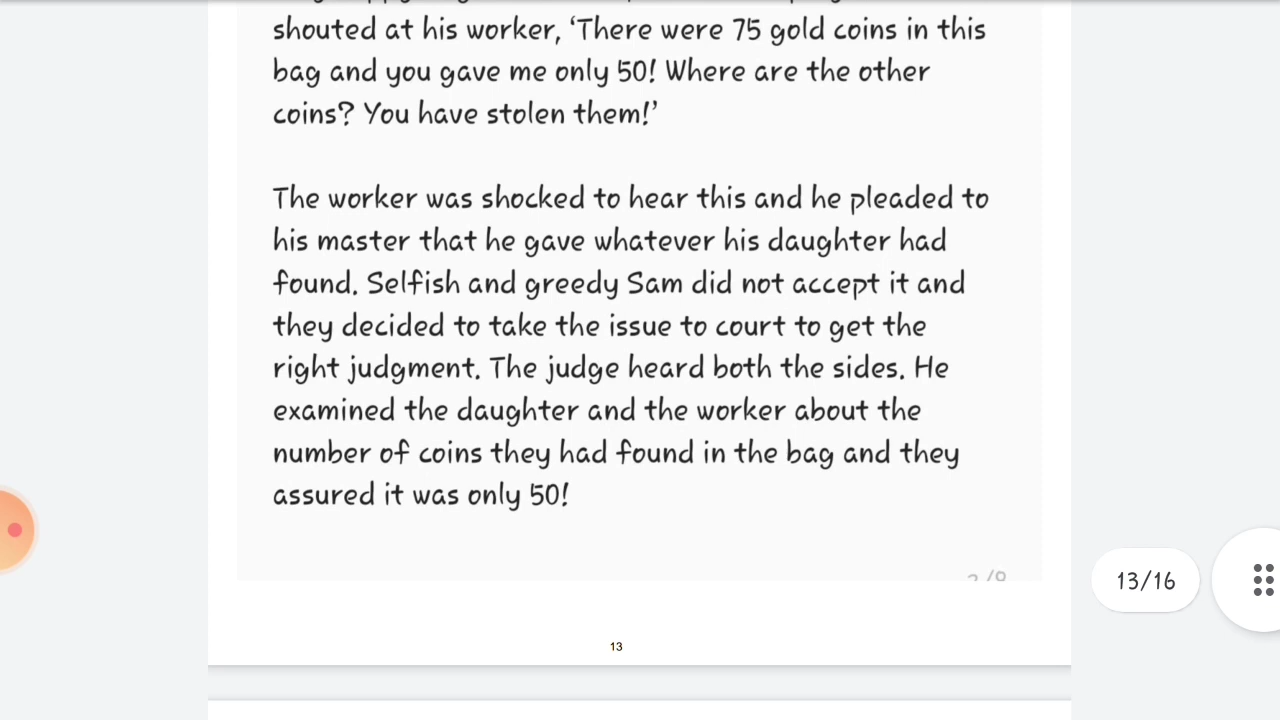 shouted at his worker, ‘There were 75 gold coins in this
bag and you gave me only 50! Where are the other
coins? You have stolen them!’
The worker was shocked to hear this and he pleaded to
his master that he gave whatever his daughter had
found. Selfish and greedy Sam did not accept it and
they decided to take the issue to court to get the
right judgment. The judge heard both the sides. He
examined the daughter and the worker about the
number of coins they had found in the bag and they
assured it was only 50!
13/16
13